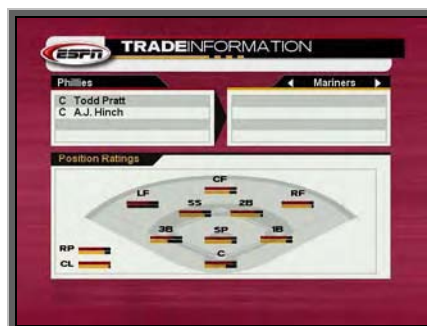 ESPN
TRADEINFORMATION
Phillies
Mariners
C Todd Pratt
C A.J. Hinch
Position Ratings
CF
LF
RF
SS
2B
3B
SP
1B
RP
C
CL